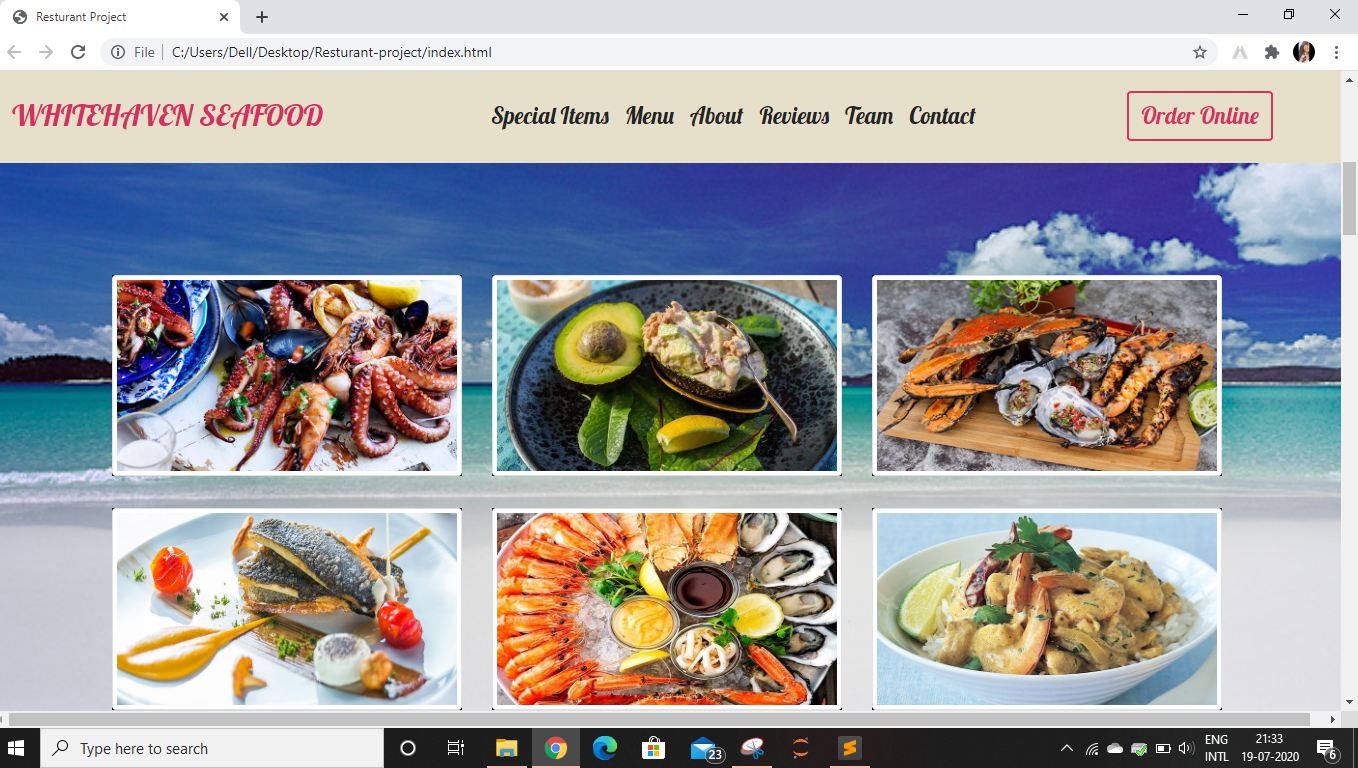 Resturant Project
File C:/Users/Dell/Desktop/Resturant-project/index.html
WHITEHAVEN SEAFOOD Special Items Menu About Reviews Team Contact Order Online
Type here to search
23
ENG
INTL
21:33
19-07-2020
6